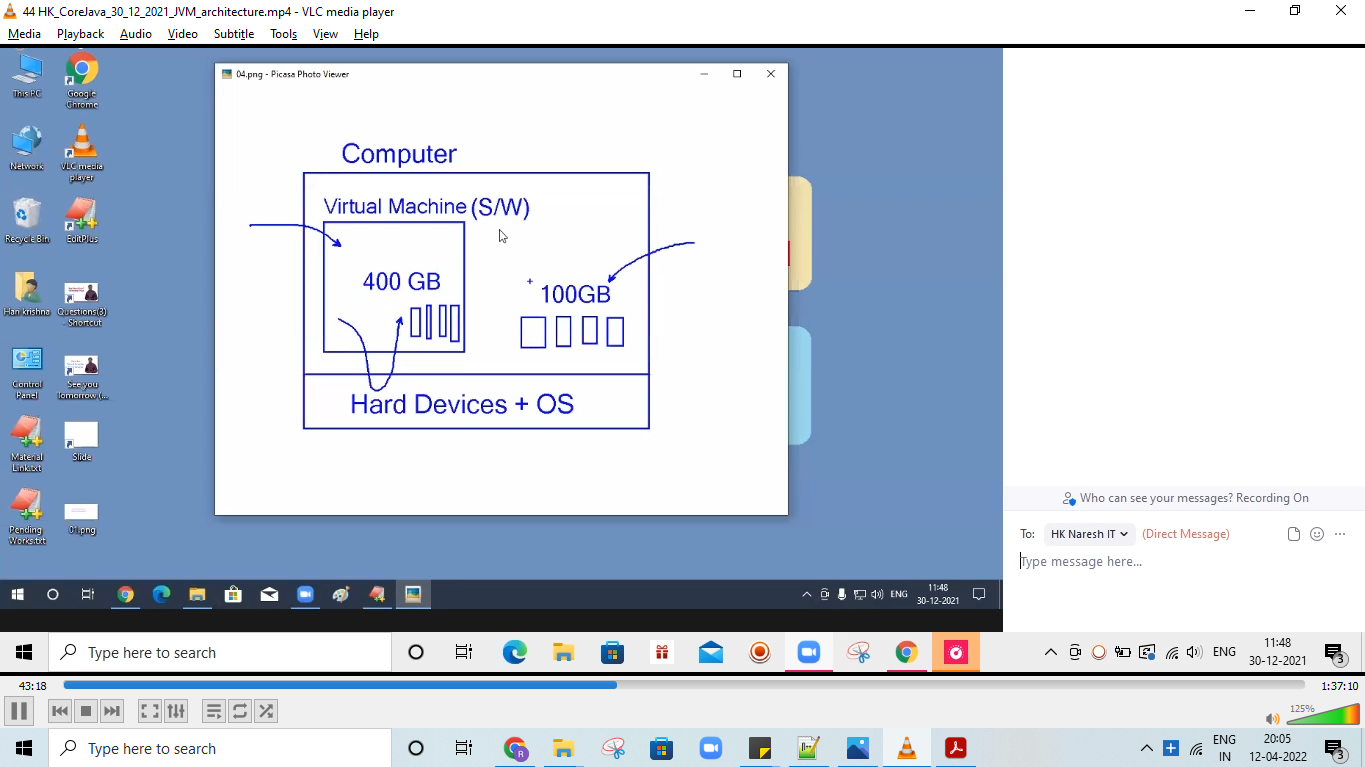 44 HK_CoreJava_30_12_2021_JVM_architecture.mp4 - VLC media player
Media Playback Audio Video Subtitle Tools View Help
This PC
Google Chrome
Network
VLC media player
Recycle Bin
EditPlus
Hari krishna
Questions(3) - Shortcut
Control Panel
See you Tomorrow (...
Material Link.txt
Slide
Pending Works.txt
01.png
04.png - Picasa Photo Viewer
Computer
Virtual Machine (S/W)
400 GB
+ 100GB
Hard Devices + OS
Who can see your messages? Recording On
To: HK Naresh IT (Direct Message)
Type message here...
ENG
11:48
30-12-2021
Type here to search
ENG
11:48
30-12-2021
3
43:18
1:37:10
125%
Type here to search
R
ENG
IN
20:05
12-04-2022
3